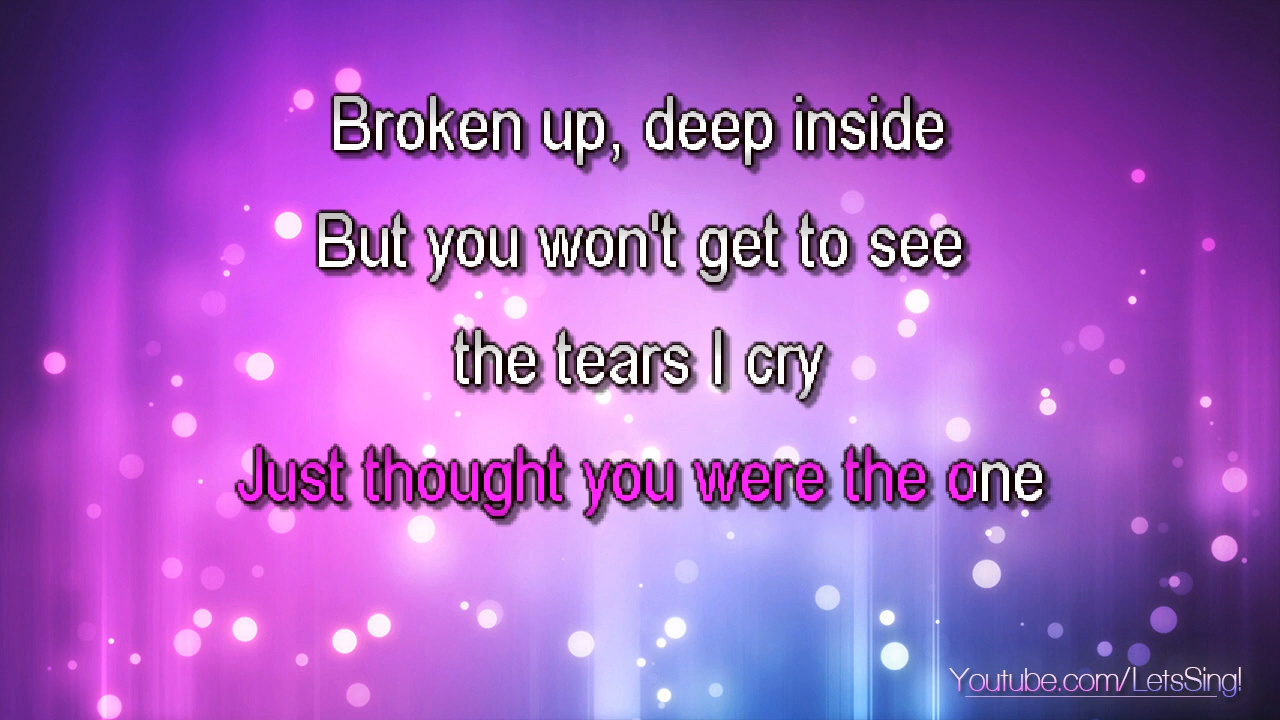 Broken up, deep inside
But you won't get to see
the tears I cry
Just thought you were the one
Youtube.com/LetsSing!